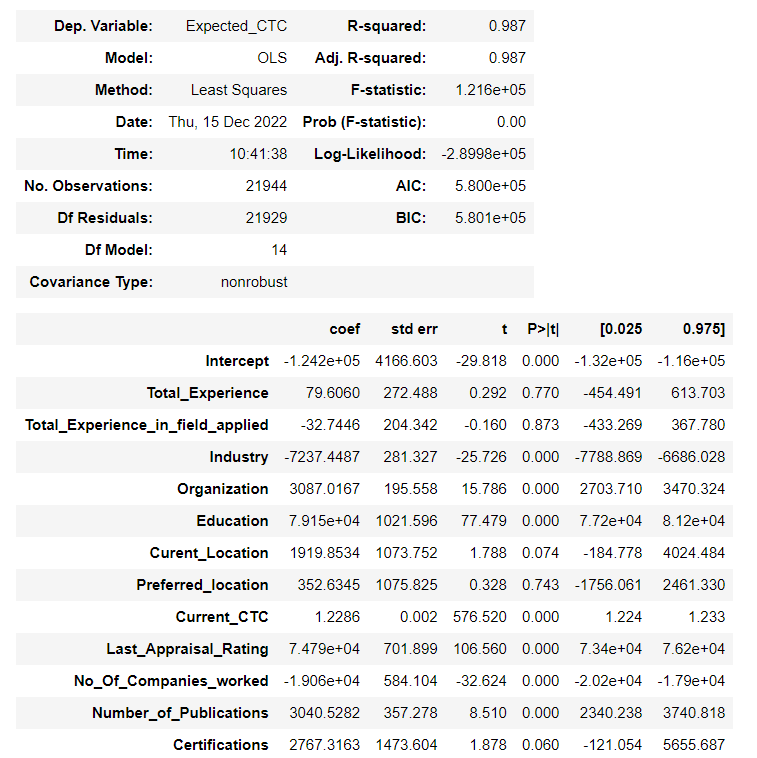 Dep. Variable: Expected_CTC R-squared: 0.987
Model: OLS Adj. R-squared: 0.987
Method: Least Squares F-statistic: 1.216e+05
Date: Thu, 15 Dec 2022 Prob (F-statistic): 0.00
Time: 10:41:38 Log-Likelihood: -2.8998e+05
No. Observations: 21944 AIC: 5.800e+05
Df Residuals: 21929 BIC: 5.801e+05
Df Model: 14
Covariance Type: nonrobust
coef std err t P>|t| [0.025 0.975]
Intercept -1.242e+05 4166.603 -29.818 0.000 -1.32e+05 -1.16e+05
Total_Experience 79.6060 272.488 0.292 0.770 -454.491 613.703
Total_Experience_in_field_applied -32.7446 204.342 -0.160 0.873 -433.269 367.780
Industry -7237.4487 281.327 -25.726 0.000 -7788.869 -6686.028
Organization 3087.0167 195.558 15.786 0.000 2703.710 3470.324
Education 7.915e+04 1021.596 77.479 0.000 7.72e+04 8.12e+04
Curent_Location 1919.8534 1073.752 1.788 0.074 -184.778 4024.484
Preferred_location 352.6345 1075.825 0.328 0.743 -1756.061 2461.330
Current_CTC 1.2286 0.002 576.520 0.000 1.224 1.233
Last_Appraisal_Rating 7.479e+04 701.899 106.560 0.000 7.34e+04 7.62e+04
No_Of_Companies_worked -1.906e+04 584.104 -32.624 0.000 -2.02e+04 -1.79e+04
Number_of_Publications 3040.5282 357.278 8.510 0.000 2340.238 3740.818
Certifications 2767.3163 1473.604 1.878 0.060 -121.054 5655.687